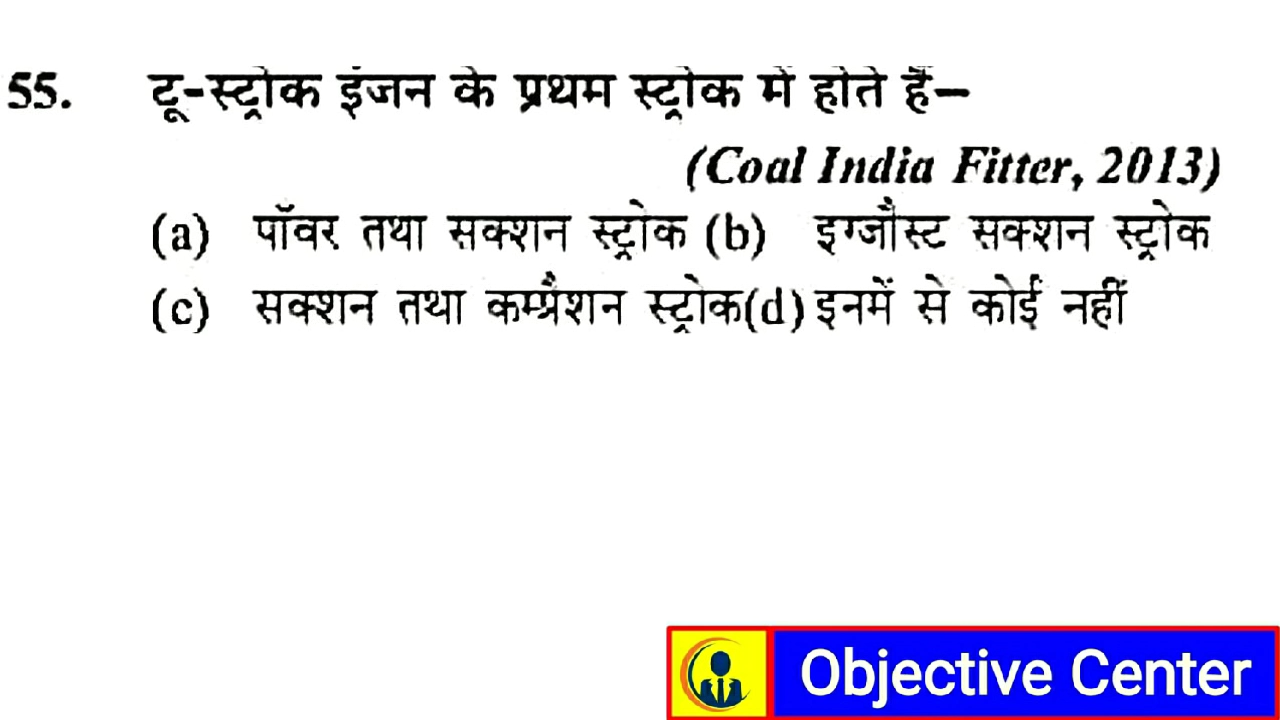 55. टू-स्ट्रोक इंजन के प्रथम स्ट्रोक में होते हैं–
(Coal India Fitter, 2013)
(a) पॉवर तथा सक्शन स्ट्रोक (b) इग्जौस्ट सक्शन स्ट्रोक
(c) सक्शन तथा कम्प्रैशन स्ट्रोक(d) इनमें से कोई नहीं
Objective Center